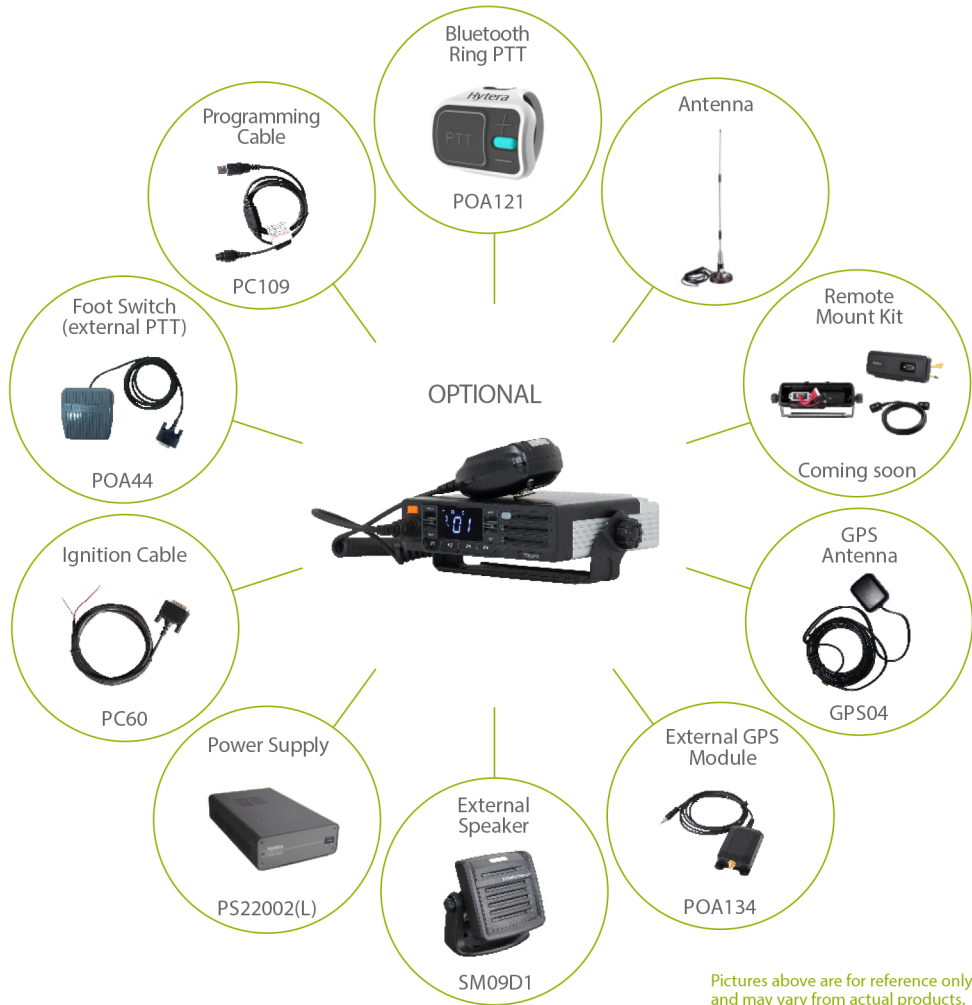 Bluetooth
Ring PTT
Hytera
PTT
POA121
Antenna
Programming
Cable
PC109
Remote
Mount Kit
Coming soon
Foot Switch
(external PTT)
POA44
OPTIONAL
01
GPS
Antenna
GPS04
Ignition Cable
PC60
External GPS
Module
POA134
Power Supply
Hytera
PS22002(L)
External
Speaker
SM09D1
Pictures above are for reference only
and may vary from actual products.